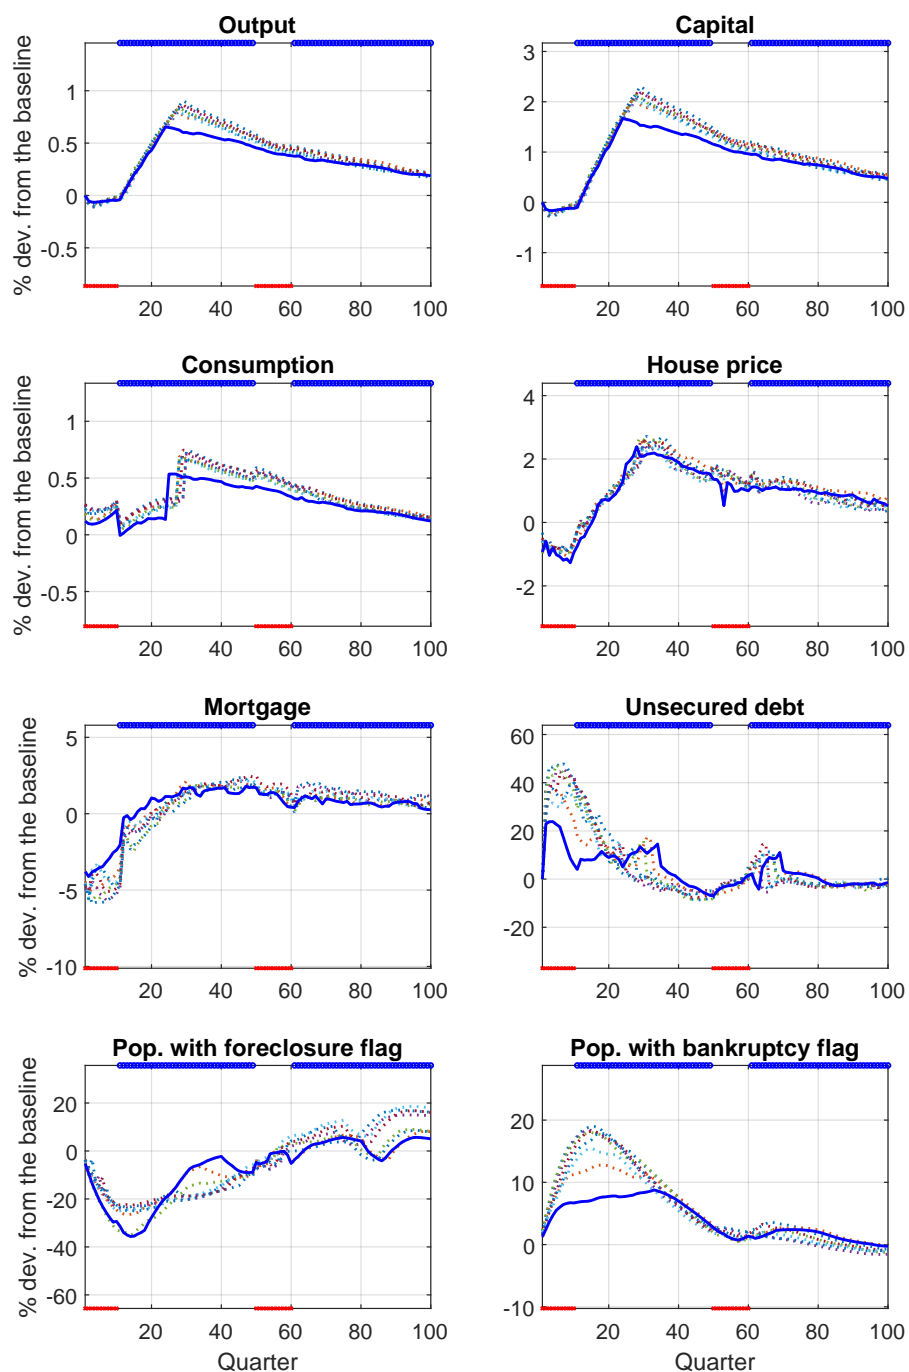 Output
Capital
% dev. from the baseline
1
0.5
0
-0.5
20 40 60 80 100
3
2
1
0
-1
20 40 60 80 100
Consumption
House price
% dev. from the baseline
1
0.5
0
-0.5
20 40 60 80 100
4
2
0
-2
20 40 60 80 100
Mortgage
Unsecured debt
% dev. from the baseline
5
0
-5
-10
20 40 60 80 100
60
40
20
0
-20
20 40 60 80 100
Pop. with foreclosure flag
Pop. with bankruptcy flag
% dev. from the baseline
20
0
-20
-40
-60
20 40 60 80 100
Quarter
20
10
0
-10
20 40 60 80 100
Quarter